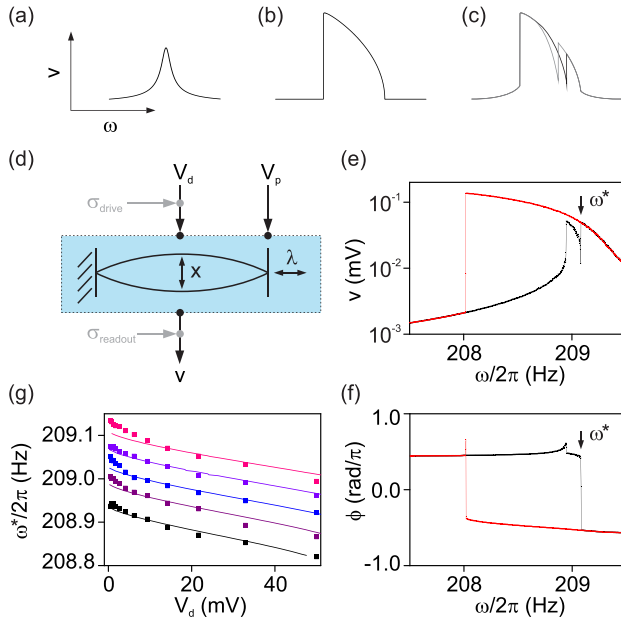 (a)
(b)
(c)
v
ω
(d)
V_d
V_p
σ_drive
x
λ
σ_readout
v
(e)
v (mV)
10⁻¹
10⁻²
10⁻³
ω*
208
209
ω/2π (Hz)
(f)
ϕ (rad/π)
1.0
0.0
-1.0
ω*
208
209
ω/2π (Hz)
(g)
ω*/2π (Hz)
209.1
209.0
208.9
208.8
0
20
40
V_d (mV)